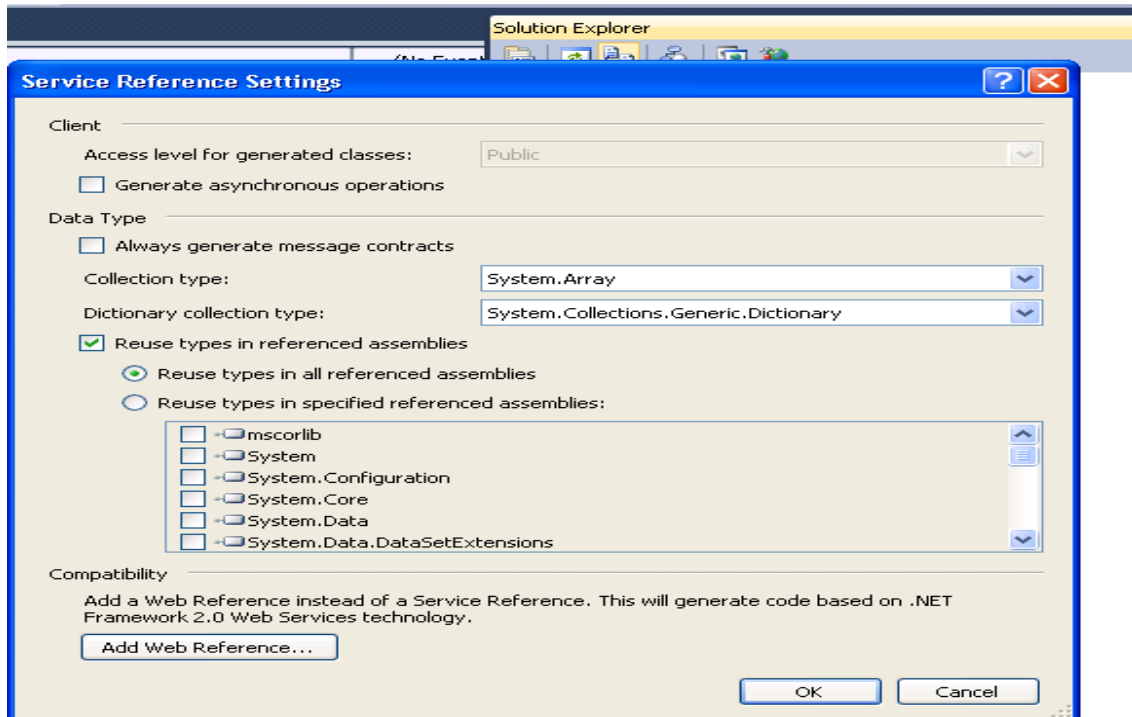 Solution Explorer
(No Event
Service Reference Settings
Client
Access level for generated classes: Public
Generate asynchronous operations
Data Type
Always generate message contracts
Collection type: System.Array
Dictionary collection type: System.Collections.Generic.Dictionary
Reuse types in referenced assemblies
Reuse types in all referenced assemblies
Reuse types in specified referenced assemblies:
mscorlib
System
System.Configuration
System.Core
System.Data
System.Data.DataSetExtensions
Compatibility
Add a Web Reference instead of a Service Reference. This will generate code based on .NET
Framework 2.0 Web Services technology.
Add Web Reference...
OK Cancel